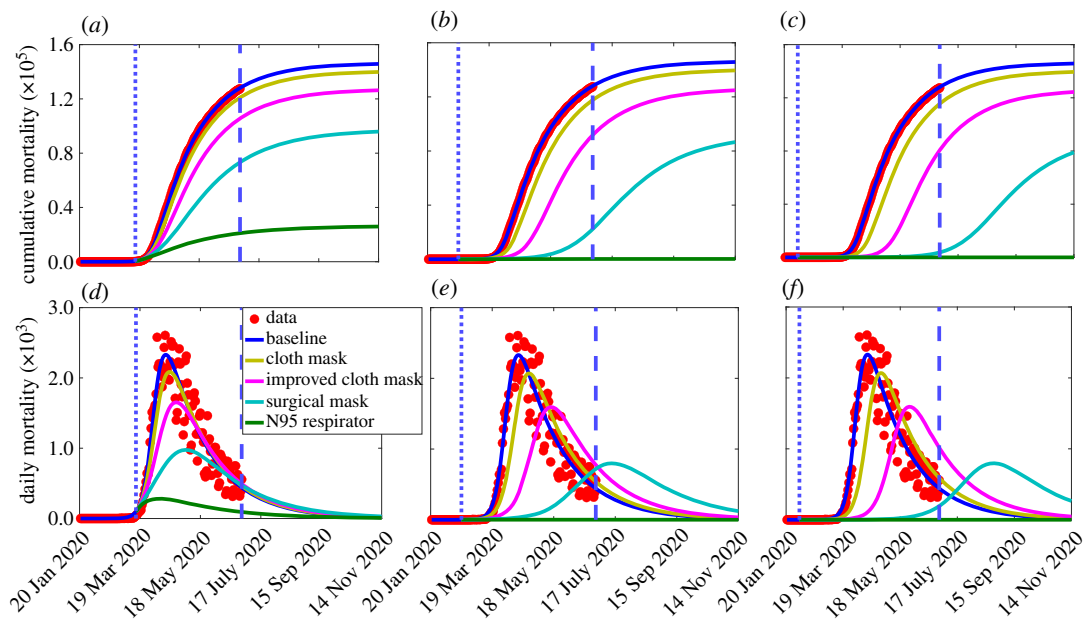 (a) (b) (c)
cumulative mortality (×10⁵)
1.6
1.2
0.8
0.4
0.0
(d) (e) (f)
daily mortality (×10³)
3.0
2.0
1.0
0.0
data
baseline
cloth mask
improved cloth mask
surgical mask
N95 respirator
20 Jan 2020 19 Mar 2020 18 May 2020 17 July 2020 15 Sep 2020 14 Nov 2020
20 Jan 2020 19 Mar 2020 18 May 2020 17 July 2020 15 Sep 2020 14 Nov 2020
20 Jan 2020 19 Mar 2020 18 May 2020 17 July 2020 15 Sep 2020 14 Nov 2020